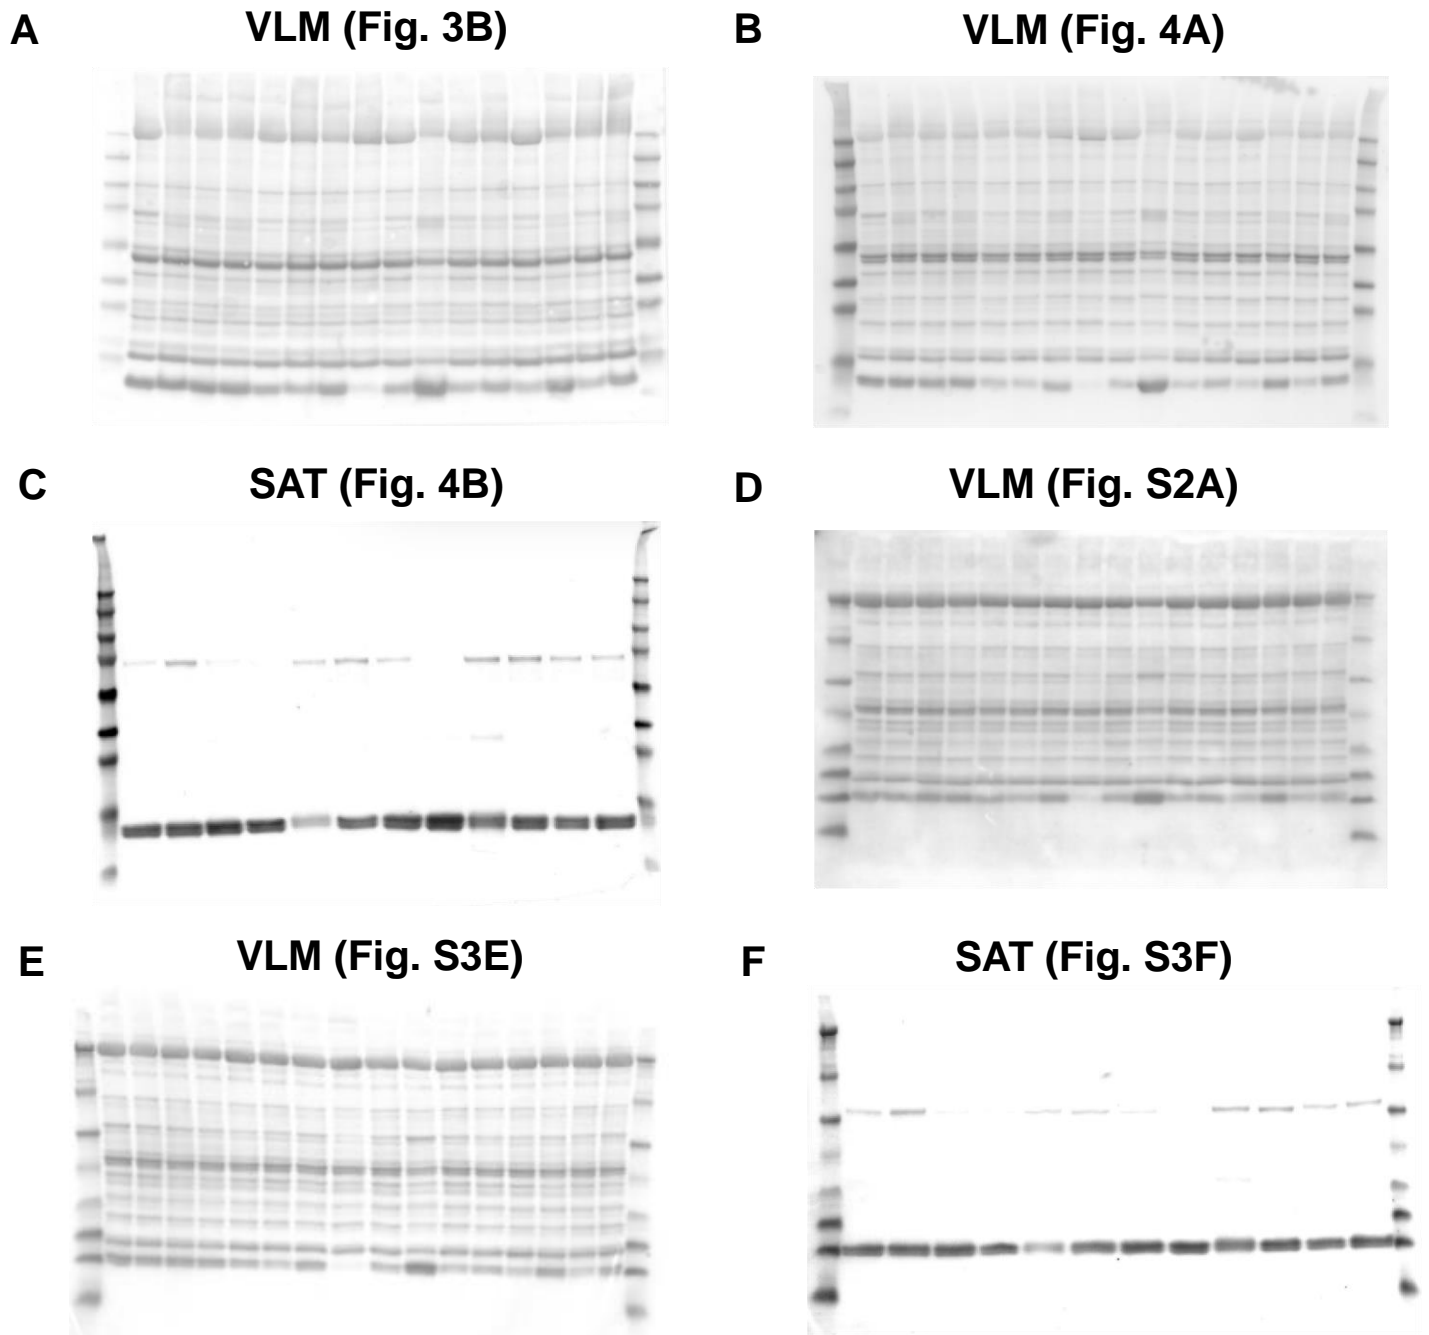 A
VLM (Fig. 3B)
B
VLM (Fig. 4A)
C
SAT (Fig. 4B)
D
VLM (Fig. S2A)
E
VLM (Fig. S3E)
F
SAT (Fig. S3F)